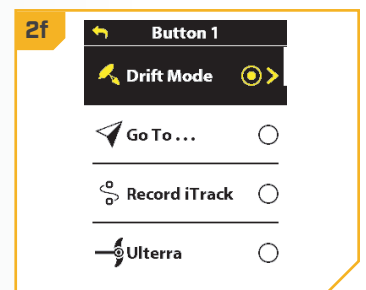 2f
Button 1
Drift Mode
Go To ...
Record iTrack
Ulterra